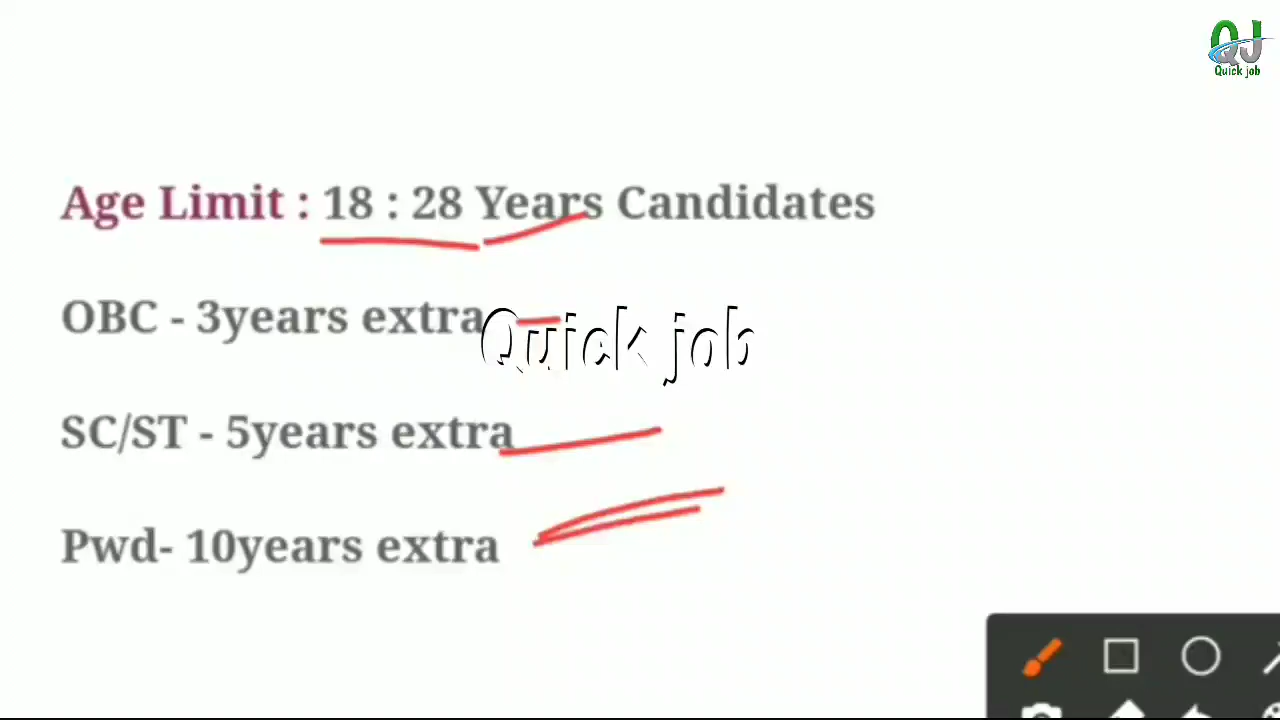 QJ
Quick job
Age Limit : 18 : 28 Years Candidates
OBC - 3years extra
Quick job
SC/ST - 5years extra
Pwd- 10years extra